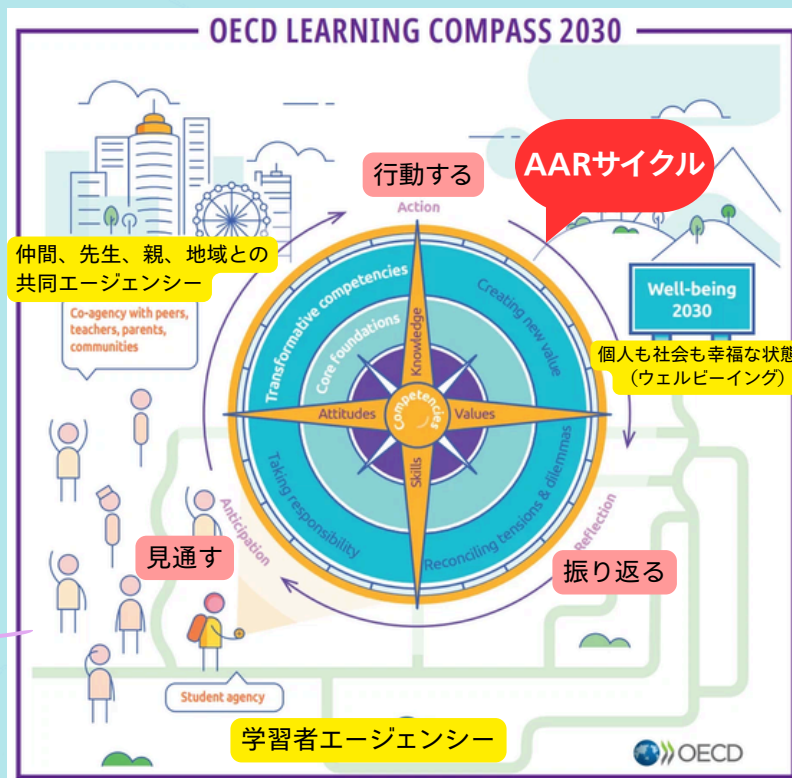 OECD LEARNING COMPASS 2030
AARサイクル
行動する
Action
仲間、先生、親、地域との
共同エージェンシー
Co-agency with peers,
teachers, parents,
communities
Well-being
2030
個人も社会も幸福な状態
（ウェルビーイング）
Transformative competencies
Core foundations
Creating new value
Knowledge
Attitudes
Competencies
Values
Skills
Taking responsibility
Reconciling tensions & dilemmas
Anticipation
見通す
Reflection
振り返る
Student agency
学習者エージェンシー
OECD